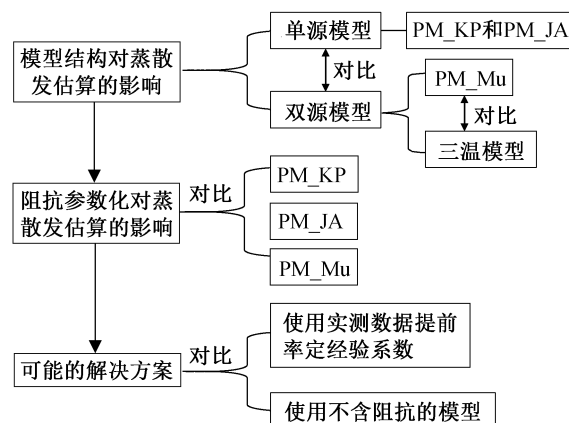 模型结构对蒸散
发估算的影响
单源模型
PM_KP和PM_JA
对比
双源模型
PM_Mu
对比
三温模型
阻抗参数化对蒸
散发估算的影响
对比
PM_KP
PM_JA
PM_Mu
可能的解决方案
对比
使用实测数据提前
率定经验系数
使用不含阻抗的模型